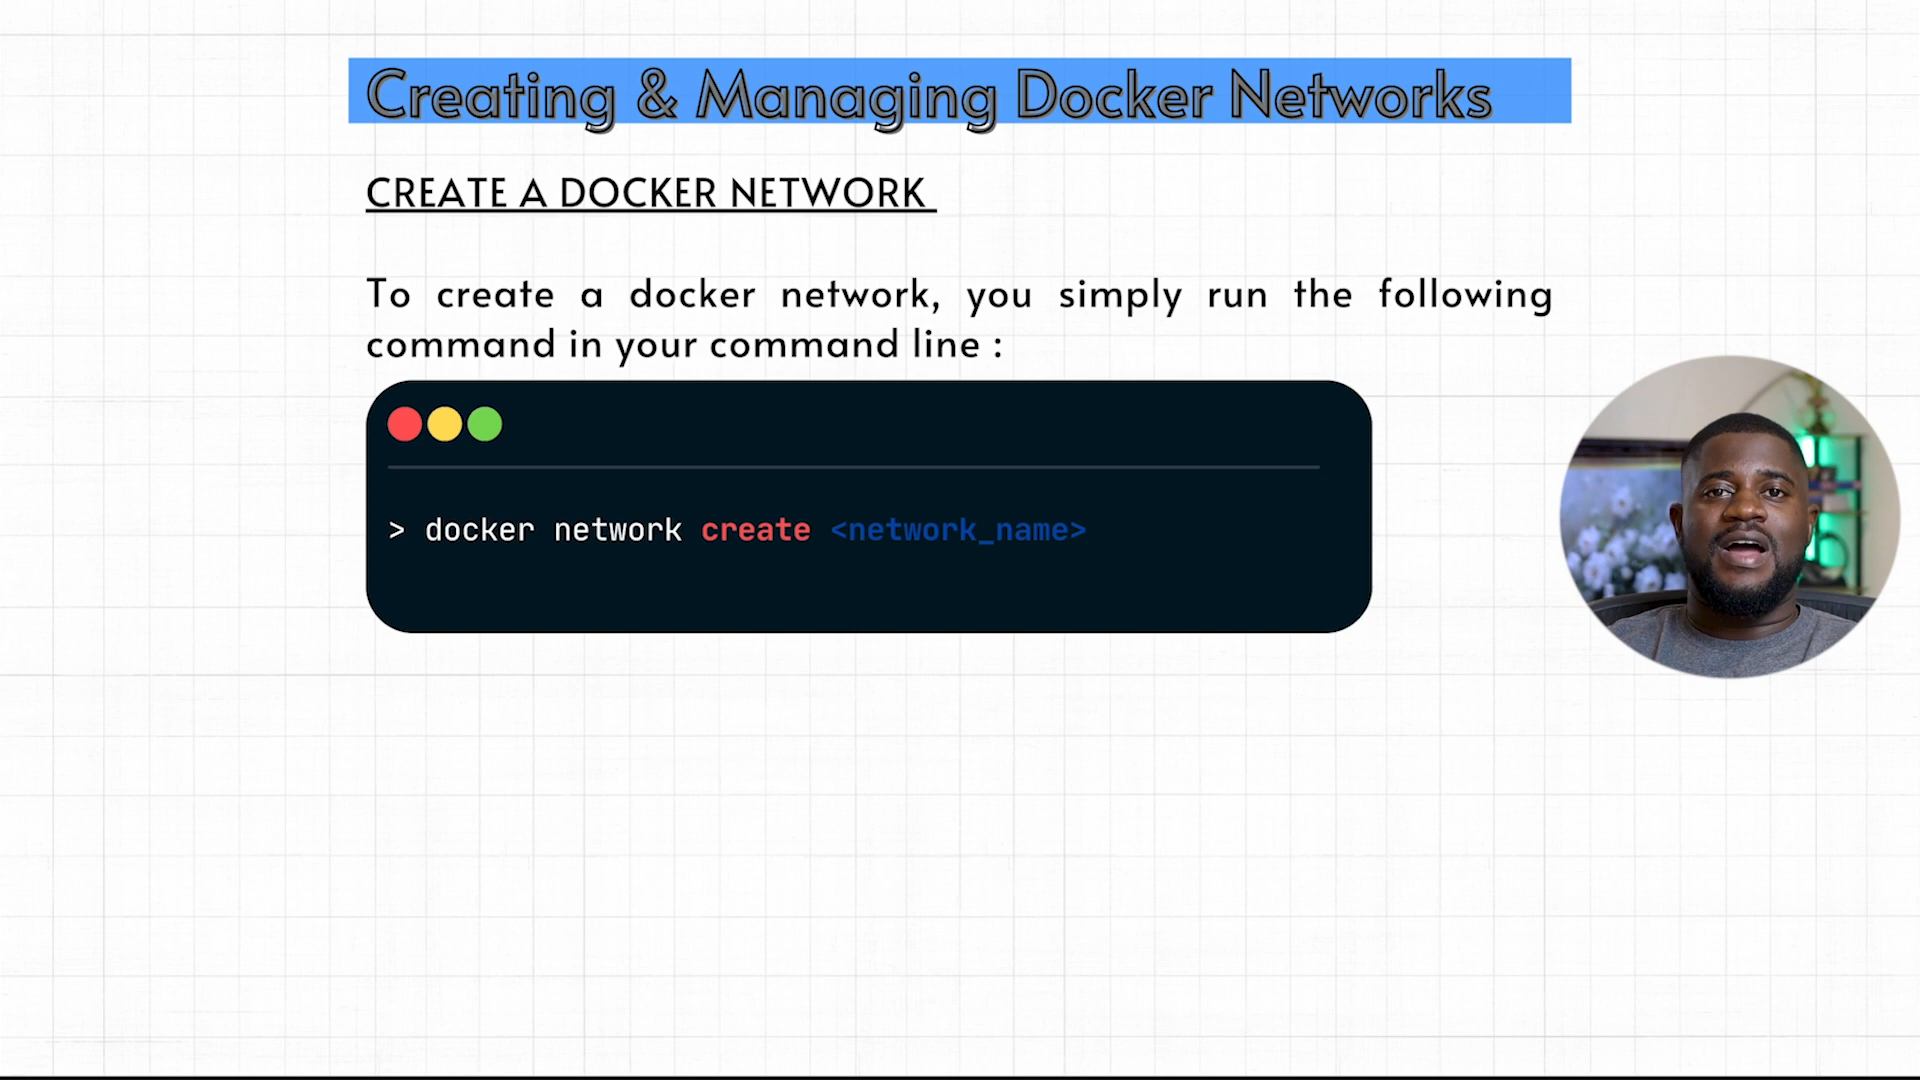 Creating & Managing Docker Networks
CREATE A DOCKER NETWORK
To create a docker network, you simply run the following
command in your command line :
> docker network create <network_name>